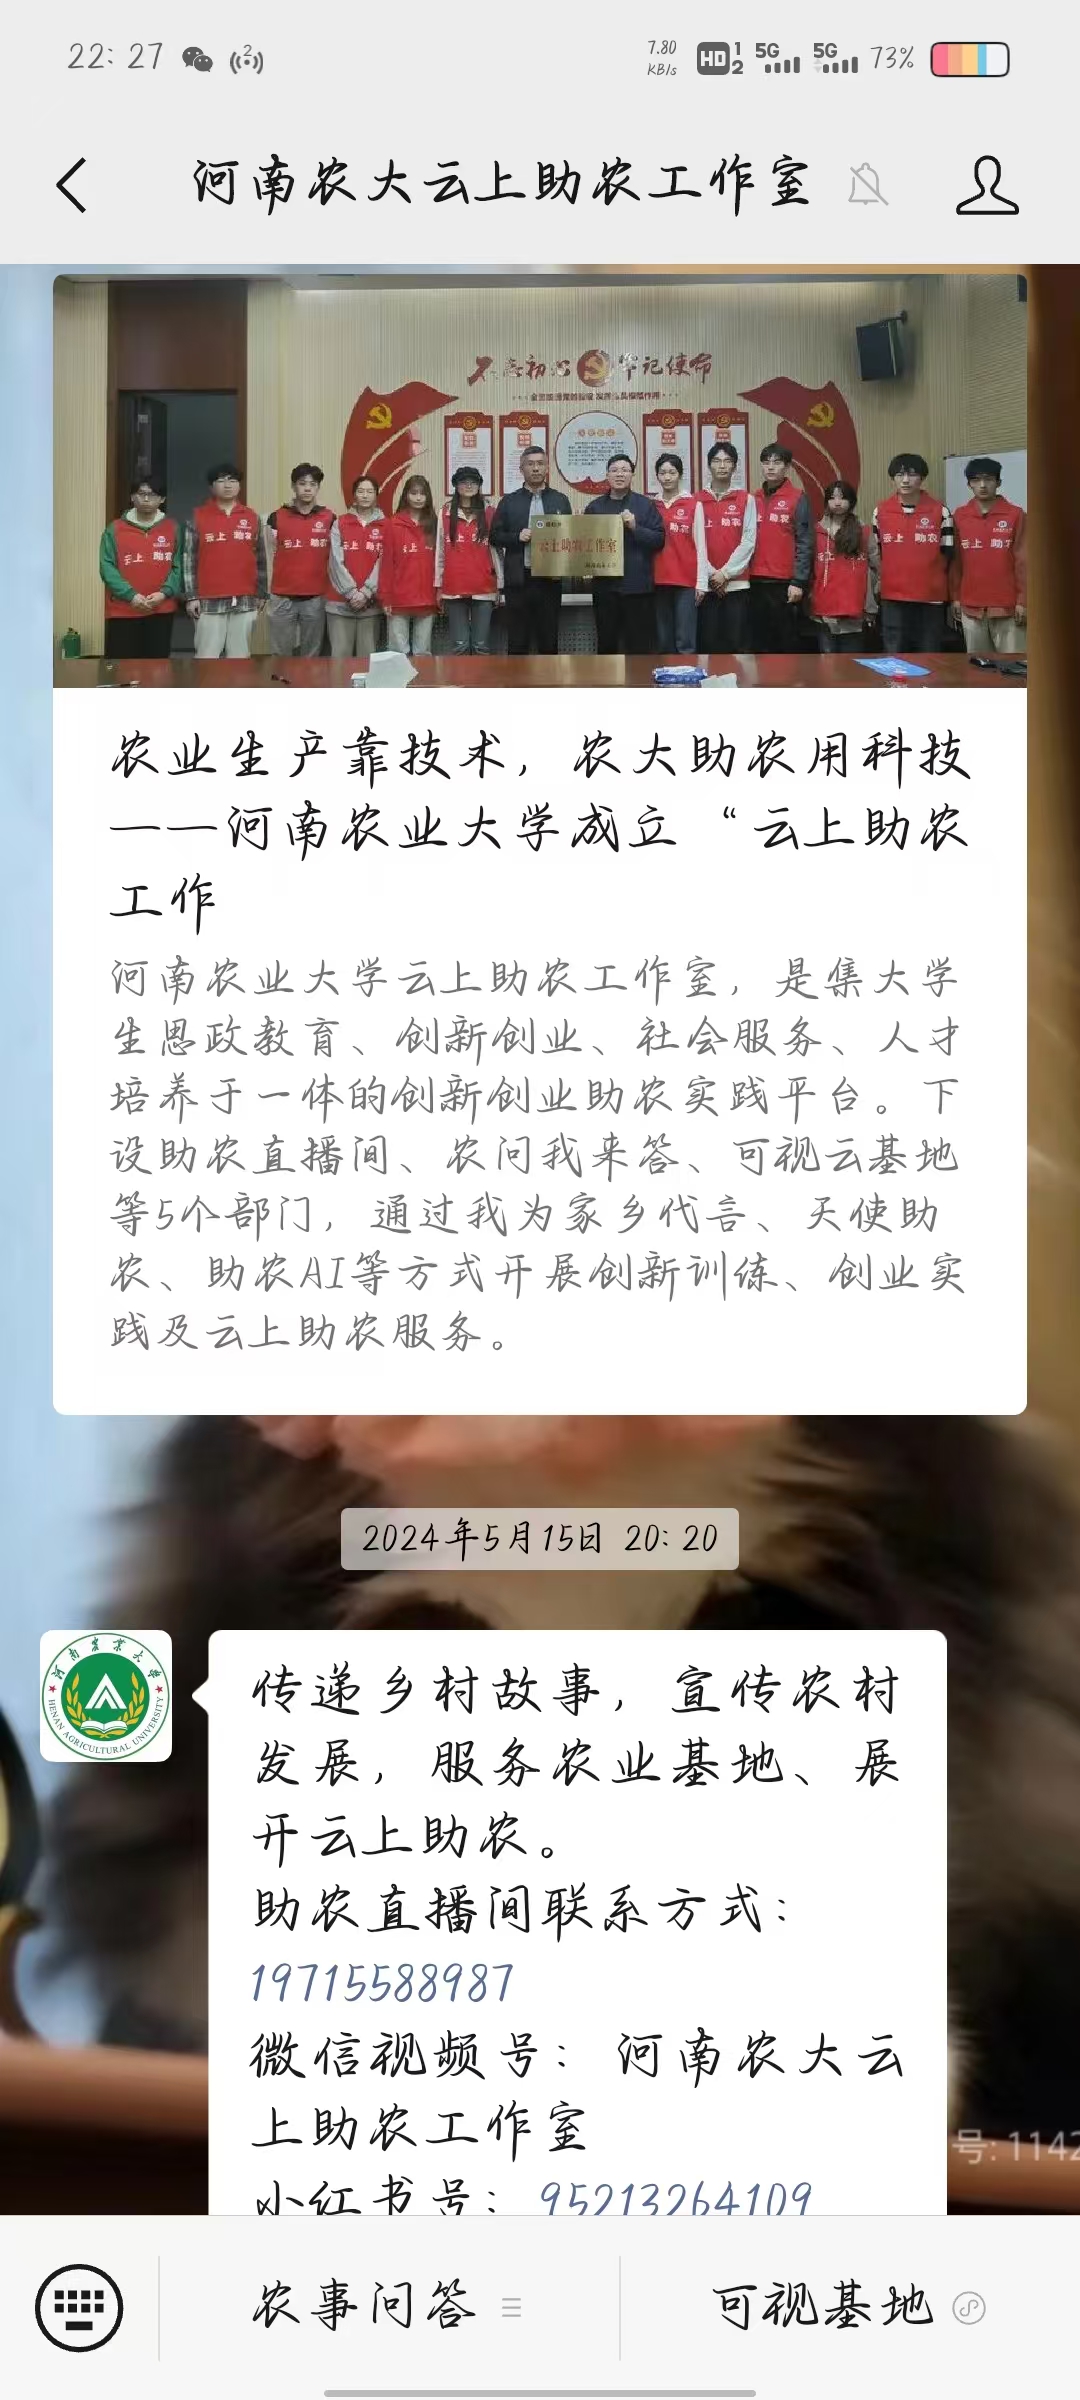 22:27
2
7.80
KB/s
HD 1 2
5G
5G
73%
河南农大云上助农工作室
不忘初心 牢记使命
云上助农工作室
云上 助农
农业生产靠技术，农大助农用科技
——河南农业大学成立“云上助农
工作
河南农业大学云上助农工作室，是集大学
生思政教育、创新创业、社会服务、人才
培养于一体的创新创业助农实践平台。下
设助农直播间、农问我来答、可视云基地
等5个部门，通过我为家乡代言、天使助
农、助农AI等方式开展创新训练、创业实
践及云上助农服务。
2024年5月15日 20:20
河南农业大学
HENAN AGRICULTURAL UNIVERSITY
传递乡村故事，宣传农村
发展，服务农业基地、展
开云上助农。
助农直播间联系方式：
19715588987
微信视频号：河南农大云
上助农工作室
小红书号：95213264109
号: 1142
农事问答
可视基地